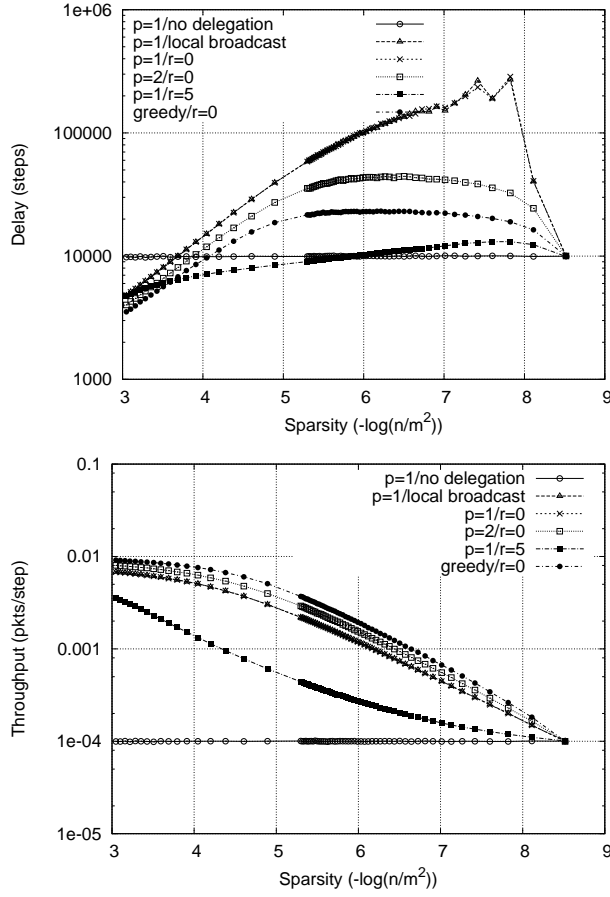 1e+06
p=1/no delegation
p=1/local broadcast
p=1/r=0
p=2/r=0
p=1/r=5
greedy/r=0
100000
10000
1000
Delay (steps)
3 4 5 6 7 8 9
Sparsity (-log(n/m²))
0.1
p=1/no delegation
p=1/local broadcast
p=1/r=0
p=2/r=0
p=1/r=5
greedy/r=0
0.01
0.001
1e-04
1e-05
Throughput (pkts/step)
3 4 5 6 7 8 9
Sparsity (-log(n/m²))